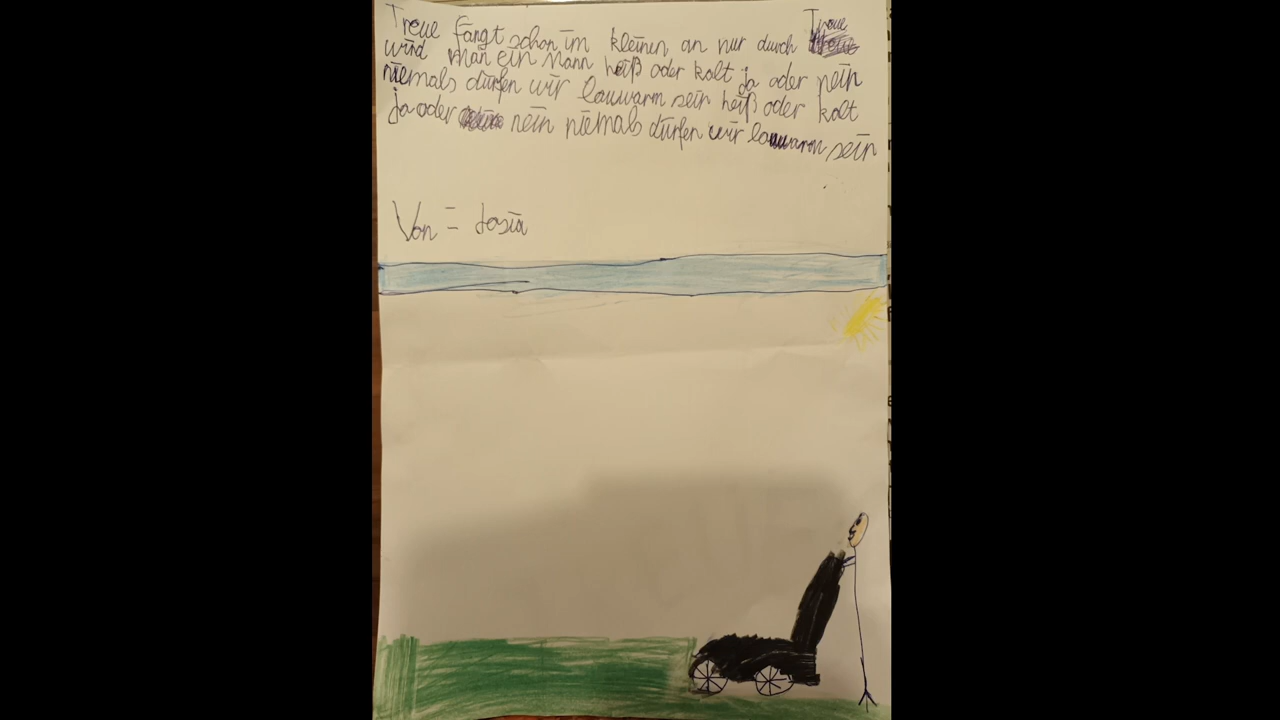 Treue fängt schon im kleinen an nur durch Treue
wird man ein Mann heiß oder kalt ja oder nein
niemals dürfen wir lauwarm sein heiß oder kalt
ja oder nein niemals dürfen wir lauwarm sein
Von = Josia